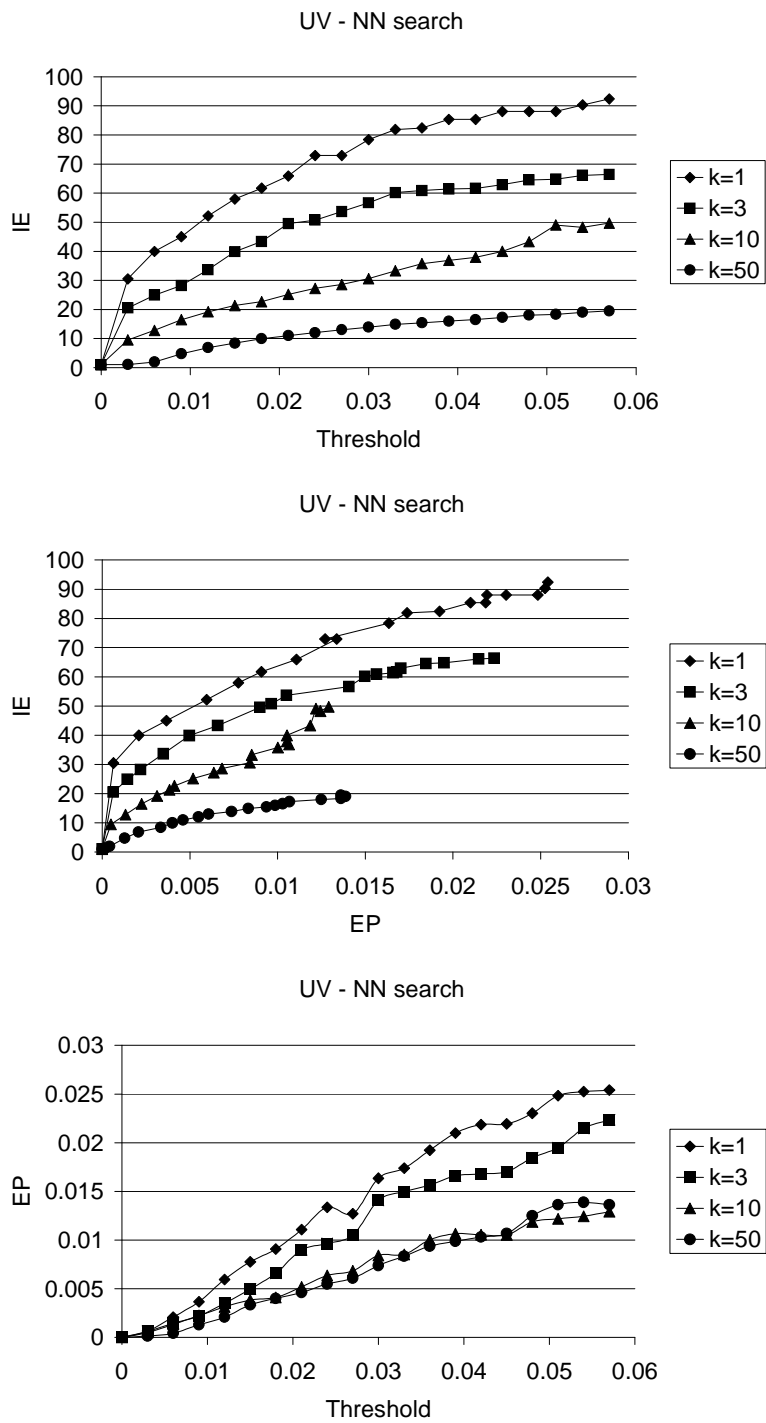 UV - NN search
100
90
80
70
60
50
40
30
20
10
0
IE
0 0.01 0.02 0.03 0.04 0.05 0.06
Threshold
k=1
k=3
k=10
k=50
UV - NN search
100
90
80
70
60
50
40
30
20
10
0
IE
0 0.005 0.01 0.015 0.02 0.025 0.03
EP
k=1
k=3
k=10
k=50
UV - NN search
0.03
0.025
0.02
0.015
0.01
0.005
0
EP
0 0.01 0.02 0.03 0.04 0.05 0.06
Threshold
k=1
k=3
k=10
k=50